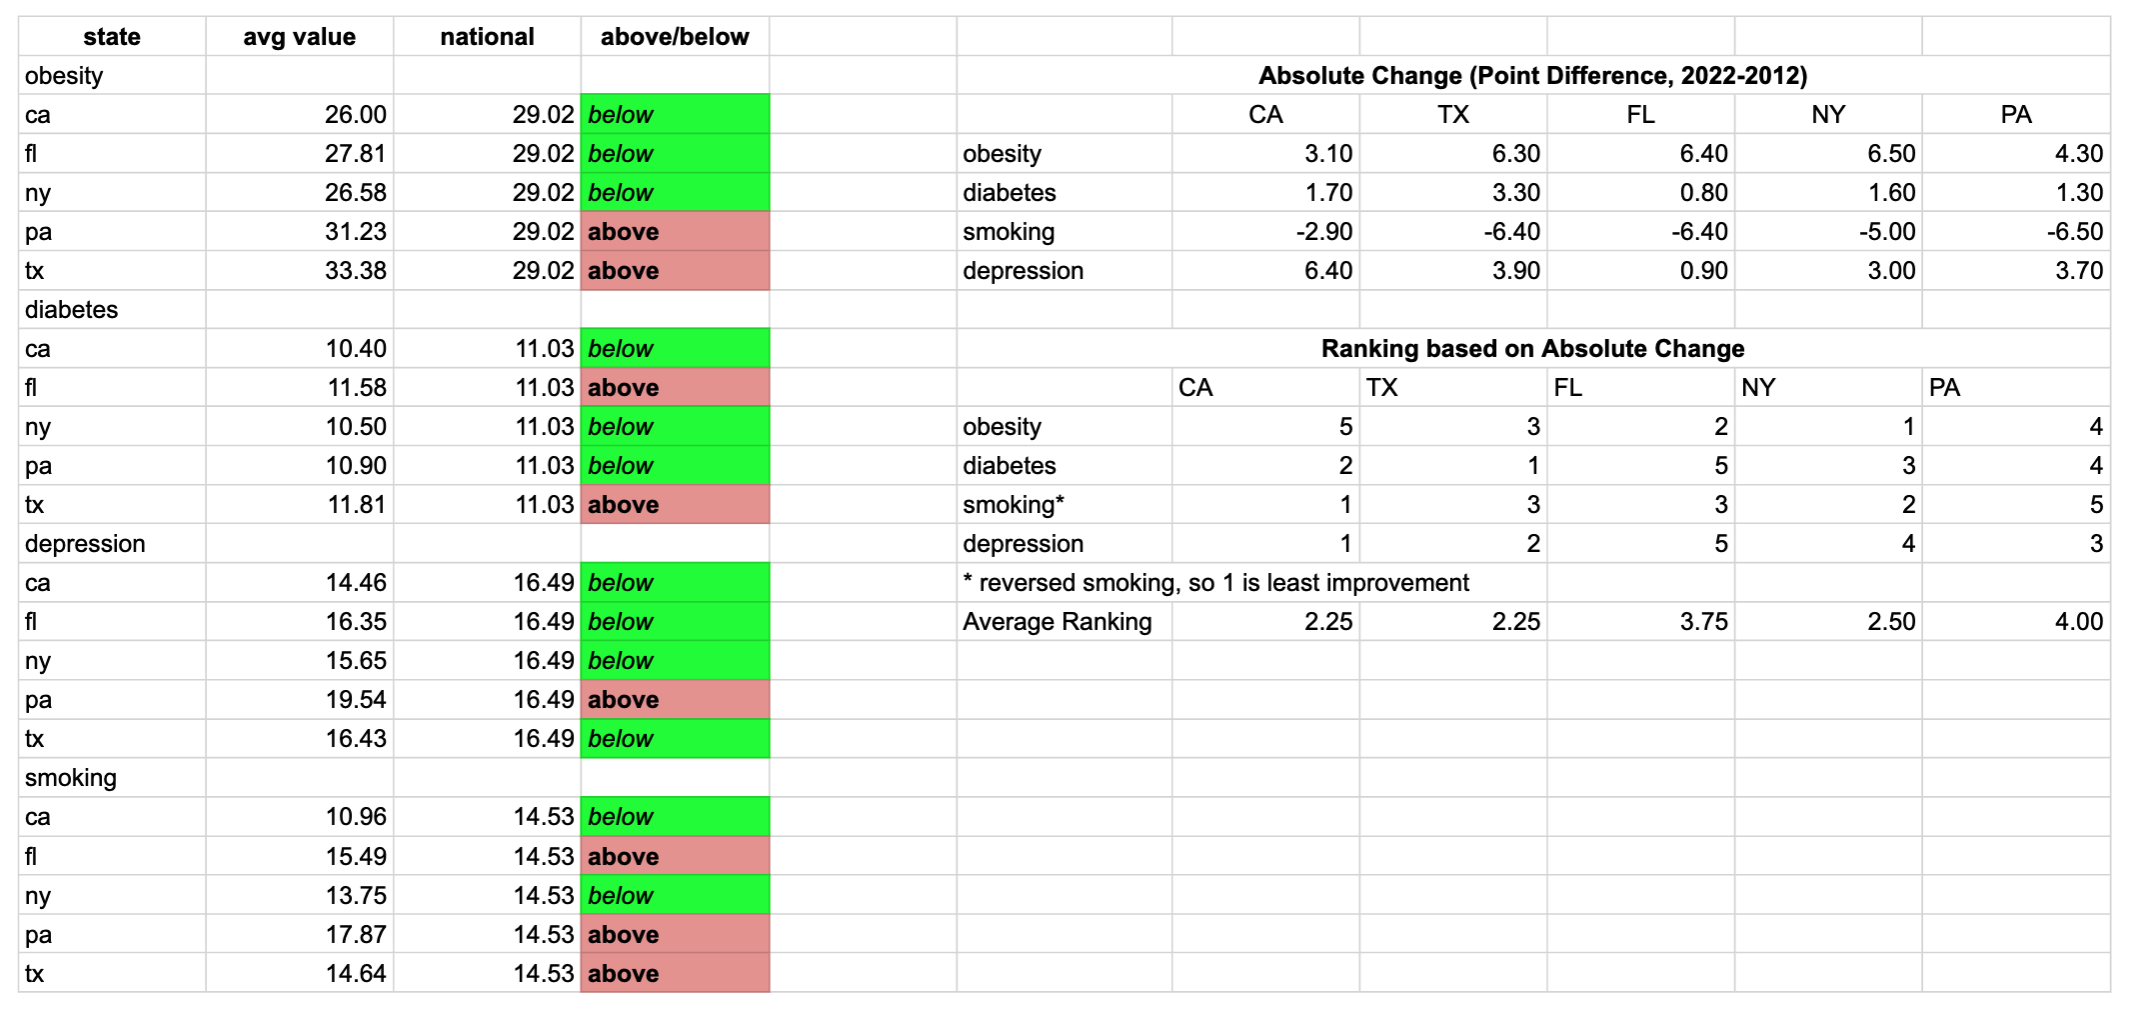 state avg value national above/below
obesity Absolute Change (Point Difference, 2022-2012)
ca 26.00 29.02 below CA TX FL NY PA
fl 27.81 29.02 below obesity 3.10 6.30 6.40 6.50 4.30
ny 26.58 29.02 below diabetes 1.70 3.30 0.80 1.60 1.30
pa 31.23 29.02 above smoking -2.90 -6.40 -6.40 -5.00 -6.50
tx 33.38 29.02 above depression 6.40 3.90 0.90 3.00 3.70
diabetes
ca 10.40 11.03 below Ranking based on Absolute Change
fl 11.58 11.03 above CA TX FL NY PA
ny 10.50 11.03 below obesity 5 3 2 1 4
pa 10.90 11.03 below diabetes 2 1 5 3 4
tx 11.81 11.03 above smoking* 1 3 3 2 5
depression depression 1 2 5 4 3
ca 14.46 16.49 below * reversed smoking, so 1 is least improvement
fl 16.35 16.49 below Average Ranking 2.25 2.25 3.75 2.50 4.00
ny 15.65 16.49 below
pa 19.54 16.49 above
tx 16.43 16.49 below
smoking
ca 10.96 14.53 below
fl 15.49 14.53 above
ny 13.75 14.53 below
pa 17.87 14.53 above
tx 14.64 14.53 above